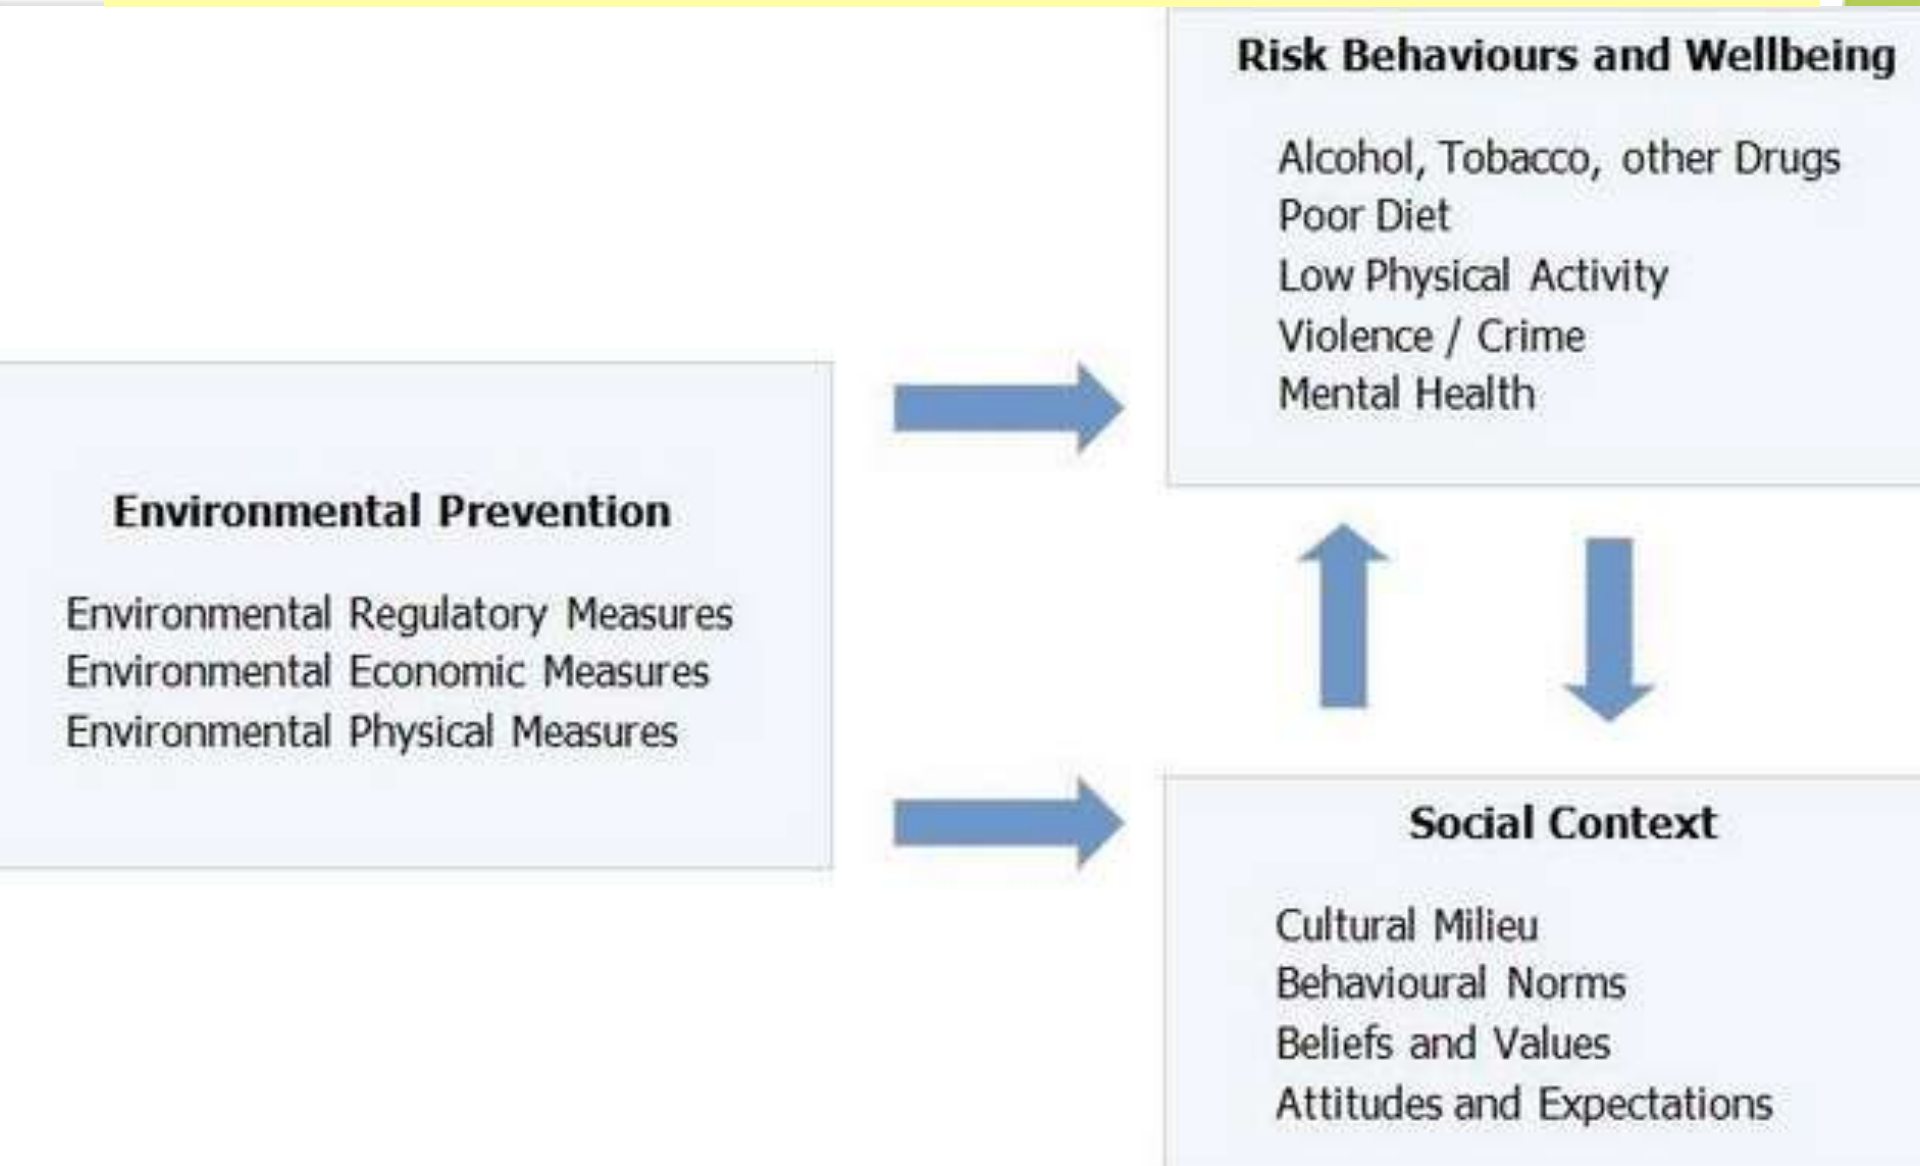 Risk Behaviours and Wellbeing
Alcohol, Tobacco, other Drugs
Poor Diet
Low Physical Activity
Violence / Crime
Mental Health
Environmental Prevention
Environmental Regulatory Measures
Environmental Economic Measures
Environmental Physical Measures
Social Context
Cultural Milieu
Behavioural Norms
Beliefs and Values
Attitudes and Expectations